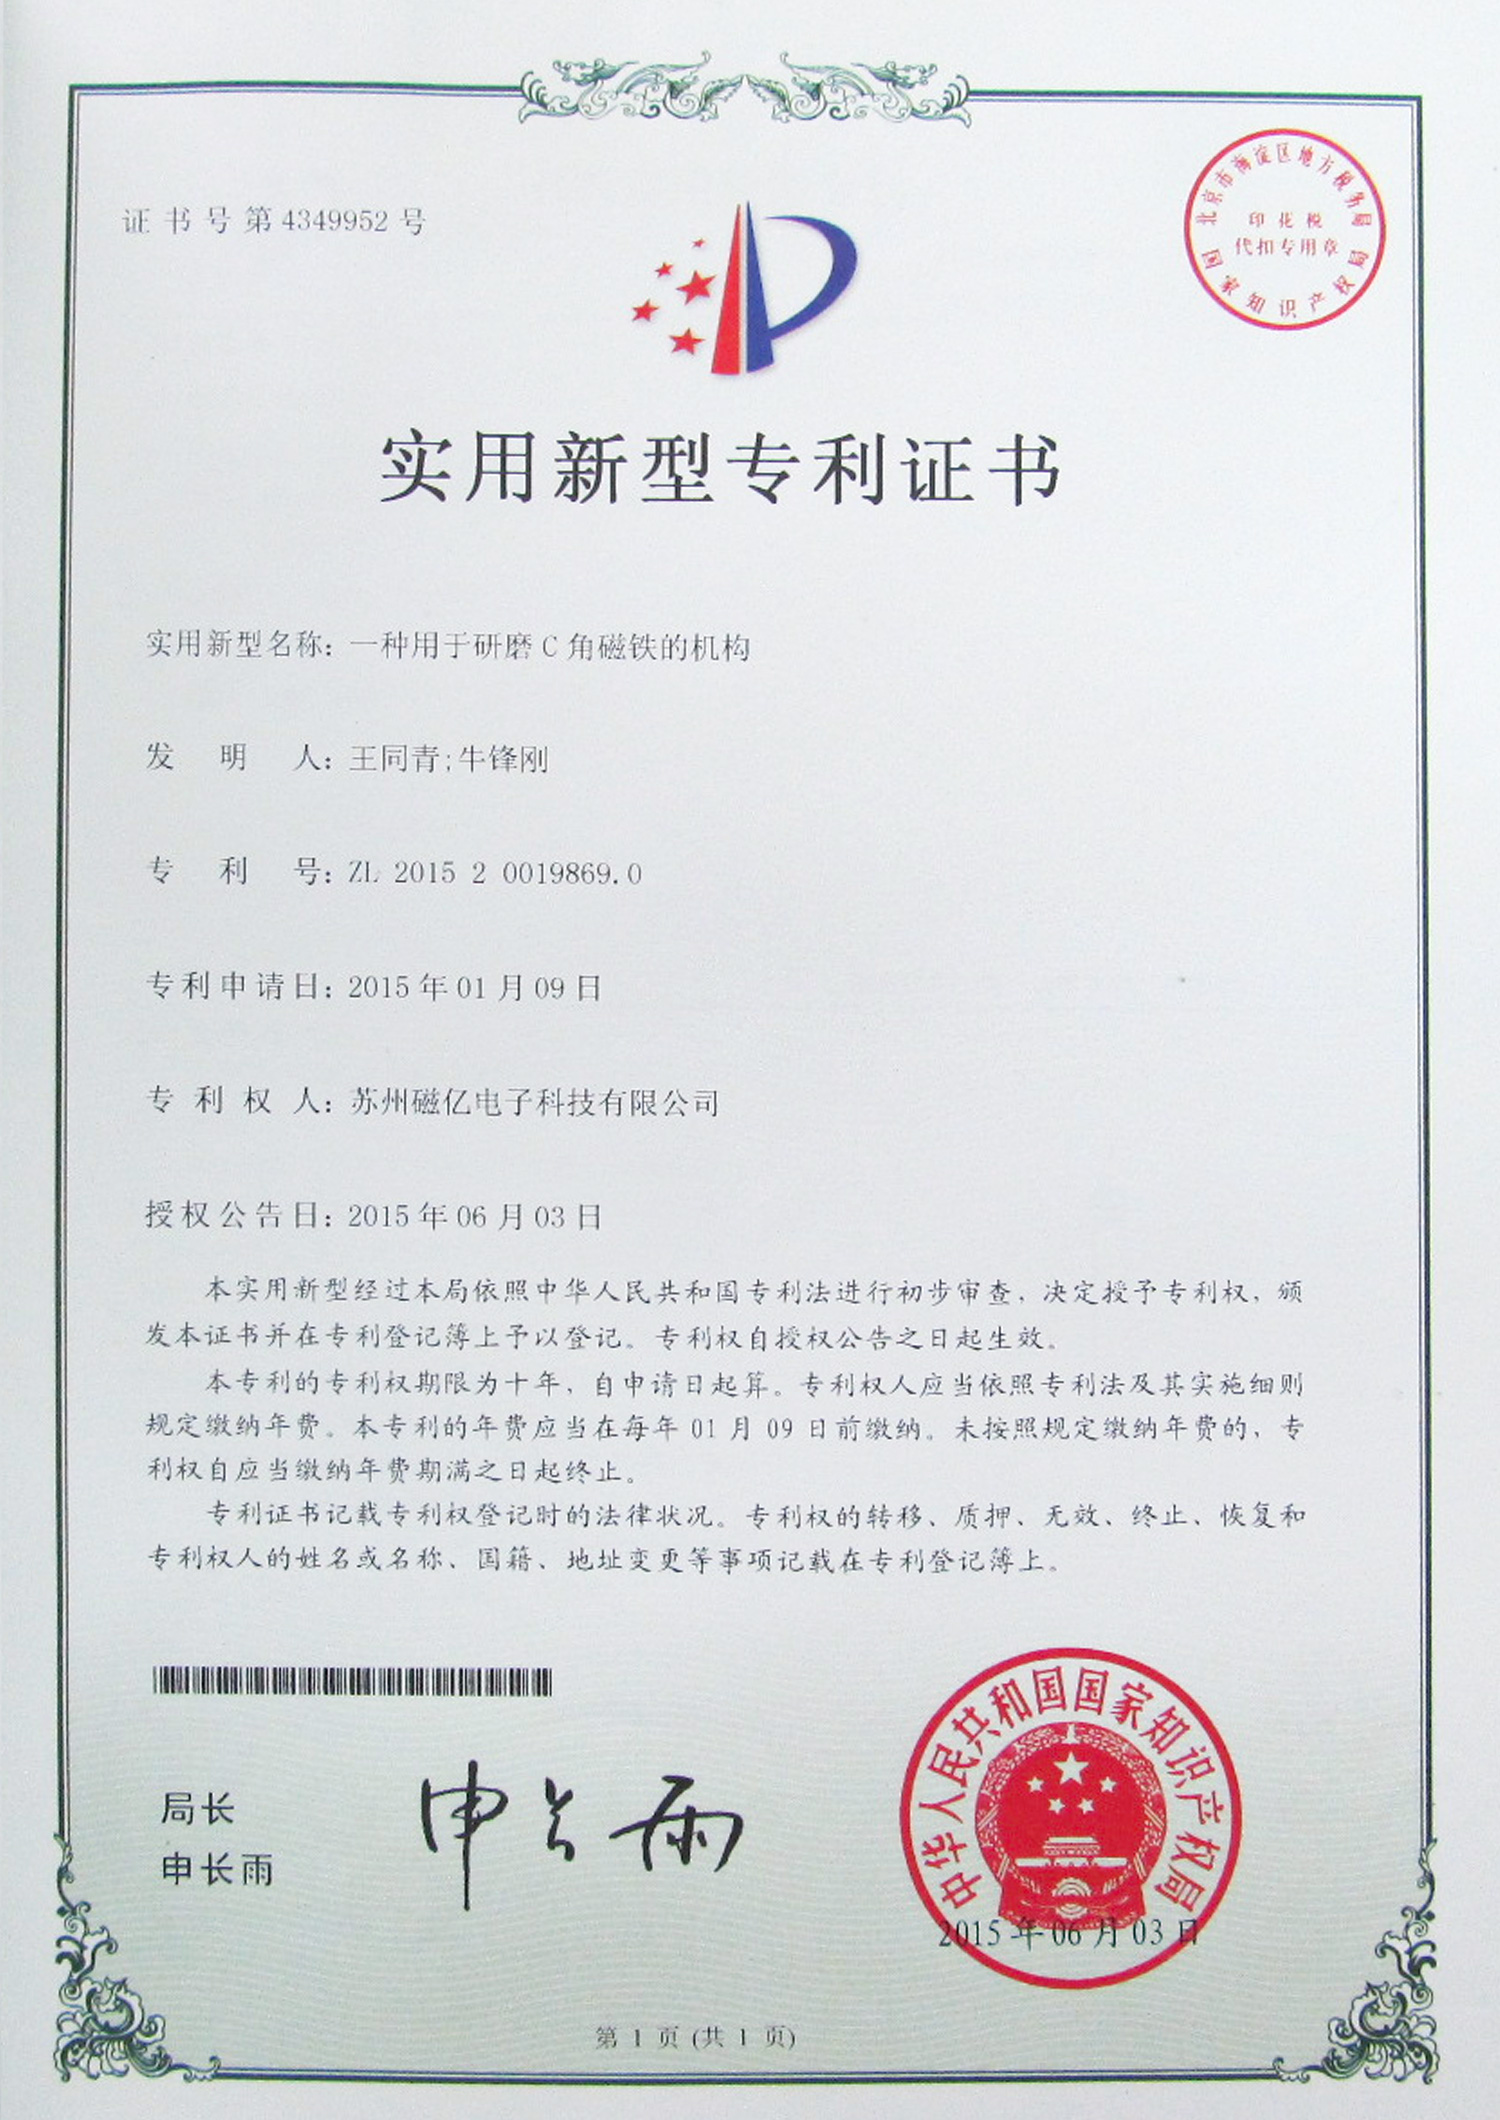 证书号第4349952号
北京市海淀区地方税务局
印花税
代扣专用章
国家知识产权局
实用新型专利证书
实用新型名称：一种用于研磨C角磁铁的机构
发明人：王同青;牛锋刚
专利号：ZL 2015 2 0019869.0
专利申请日：2015年01月09日
专利权人：苏州磁亿电子科技有限公司
授权公告日：2015年06月03日
本实用新型经过本局依照中华人民共和国专利法进行初步审查，决定授予专利权，颁
发本证书并在专利登记簿上予以登记。专利权自授权公告之日起生效。
本专利的专利权期限为十年，自申请日起算。专利权人应当依照专利法及其实施细则
规定缴纳年费。本专利的年费应当在每年01月09日前缴纳。未按照规定缴纳年费的，专
利权自应当缴纳年费期满之日起终止。
专利证书记载专利权登记时的法律状况。专利权的转移、质押、无效、终止、恢复和
专利权人的姓名或名称、国籍、地址变更等事项记载在专利登记簿上。
局长
申长雨
申长雨
中华人民共和国国家知识产权局
2015年06月03日
第1页(共1页)